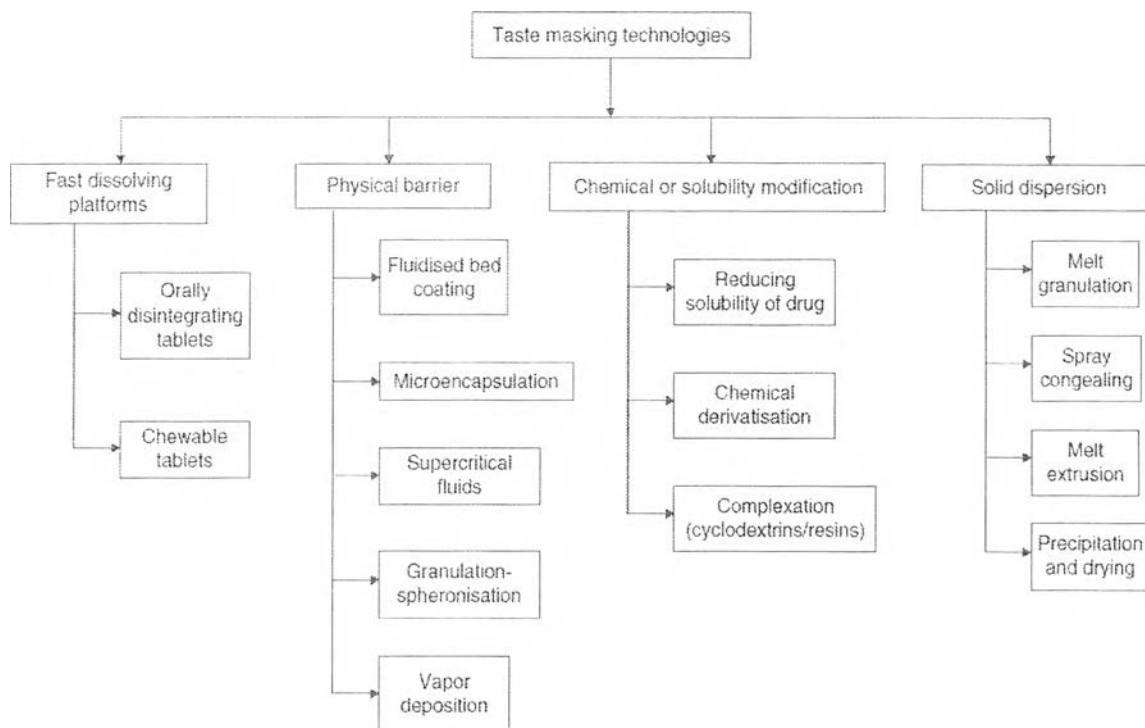 Taste masking technologies
Fast dissolving
platforms
Physical barrier
Chemical or solubility modification
Solid dispersion
Orally
disintegrating
tablets
Chewable
tablets
Fluidised bed
coating
Microencapsulation
Supercritical
fluids
Granulation-
spheronisation
Vapor
deposition
Reducing
solubility of drug
Chemical
derivatisation
Complexation
(cyclodextrins/resins)
Melt
granulation
Spray
congealing
Melt
extrusion
Precipitation
and drying